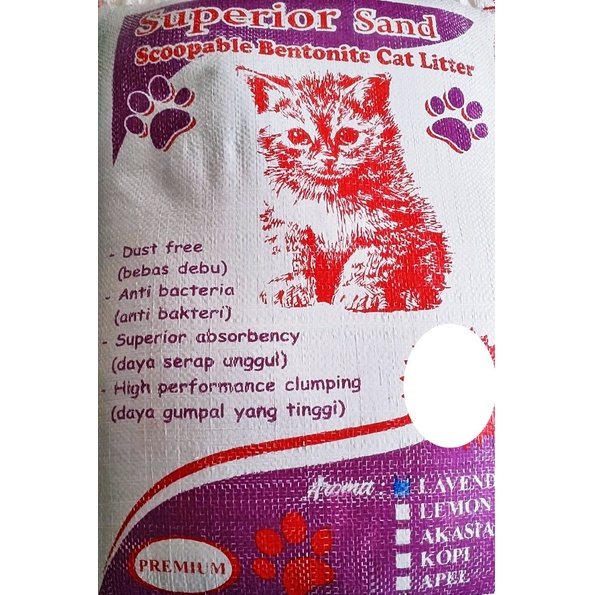 Superior Sand
Scoopable Bentonite Cat Litter
- Dust free
(bebas debu)
- Anti bacteria
(anti bakteri)
- Superior absorbency
(daya serap unggul)
- High performance clumping
(daya gumpal yang tinggi)
Aroma : LAVEND
LEMON
AKASIA
KOPI
APEL
PREMIUM